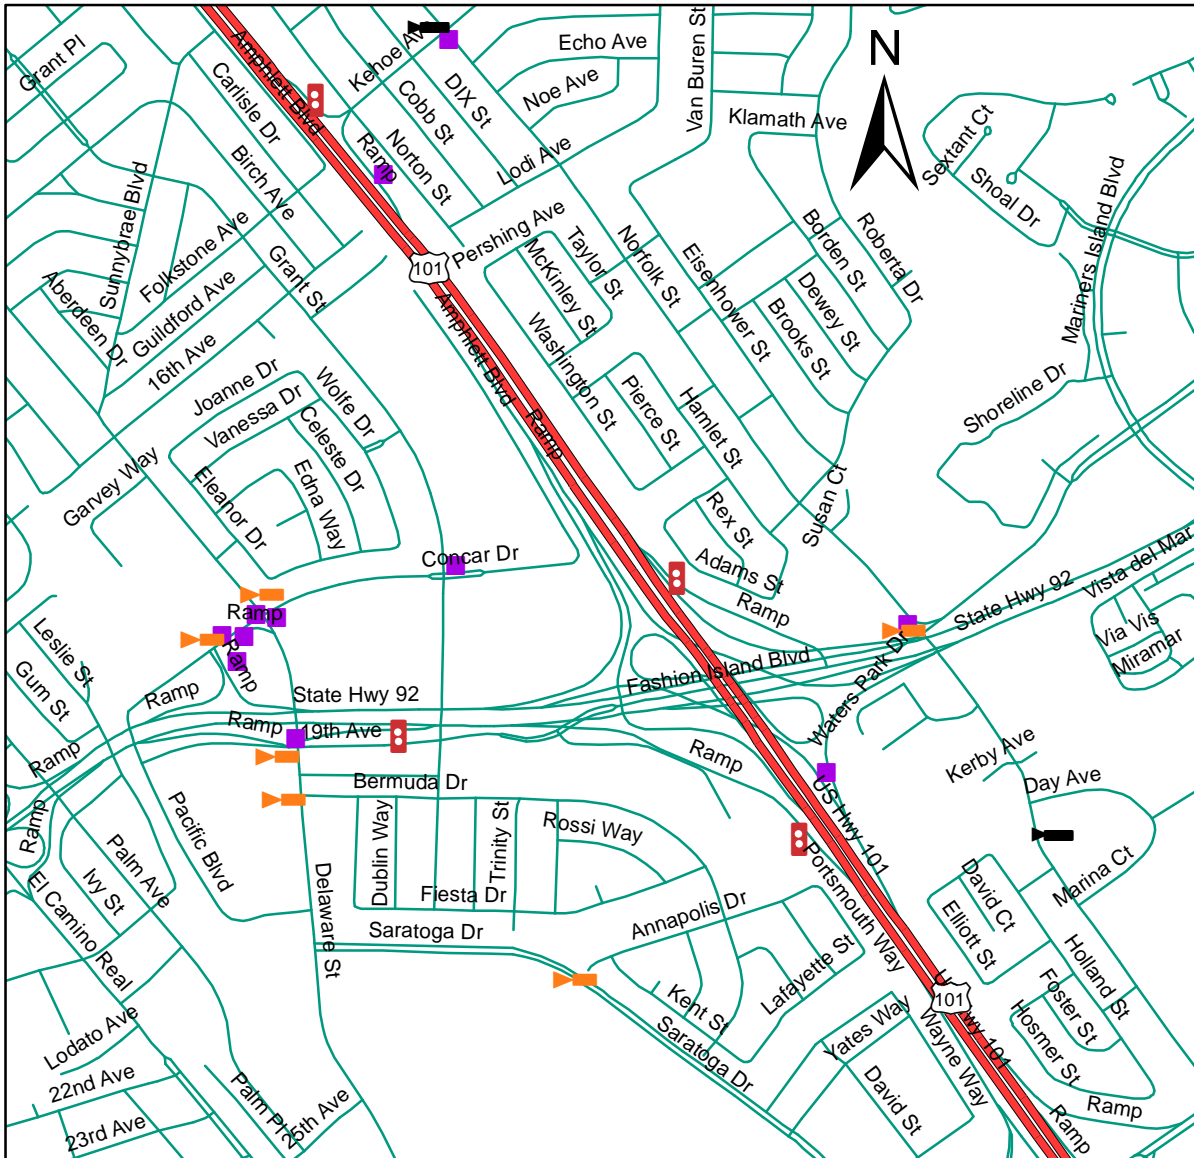 Grant Pl
Amphlett Blvd
Kehoe Ave
Echo Ave
Van Buren St
N
Carlisle Dr
DIX St
Noe Ave
Cobb St
Klamath Ave
Ramp
Norton St
Lodi Ave
Sextant Ct
Shoal Dr
Mariners Island Blvd
Birch Ave
Sunnybrae Blvd
Folkstone Ave
Pershing Ave
Taylor St
McKinley St
Norfolk St
Borden St
Roberta Dr
Grant St
101
Eisenhower St
Dewey St
Brooks St
Aberdeen Dr
Guildford Ave
16th Ave
Amphlett Blvd
Washington St
Joanne Dr
Wolfe Dr
Vanessa Dr
Celeste Dr
Pierce St
Hamlet St
Shoreline Dr
Ramp
Garvey Way
Eleanor Dr
Edna Way
Susan Ct
Rex St
Concar Dr
Adams St
Vista del Mar
State Hwy 92
Ramp
Ramp
Via Vis
Miramar
Leslie St
Gum St
Ramp
Ramp
Fashion Island Blvd
Waters Park Dr
State Hwy 92
Ramp
19th Ave
Ramp
Ramp
Kerby Ave
Day Ave
Bermuda Dr
US Hwy 101
Ramp
Pacific Blvd
Dublin Way
Trinity St
Rossi Way
Portsmouth Way
Palm Ave
Ivy St
El Camino Real
Delaware St
Fiesta Dr
Annapolis Dr
David Ct
Elliott St
Marina Ct
Saratoga Dr
Lafayette St
Holland St
Kent St
101
US Hwy 101
Foster St
Hosmer St
Lodato Ave
Saratoga Dr
Yates Way
Wayne Way
22nd Ave
Palm Pl
25th Ave
David St
Ramp
Ramp
23rd Ave